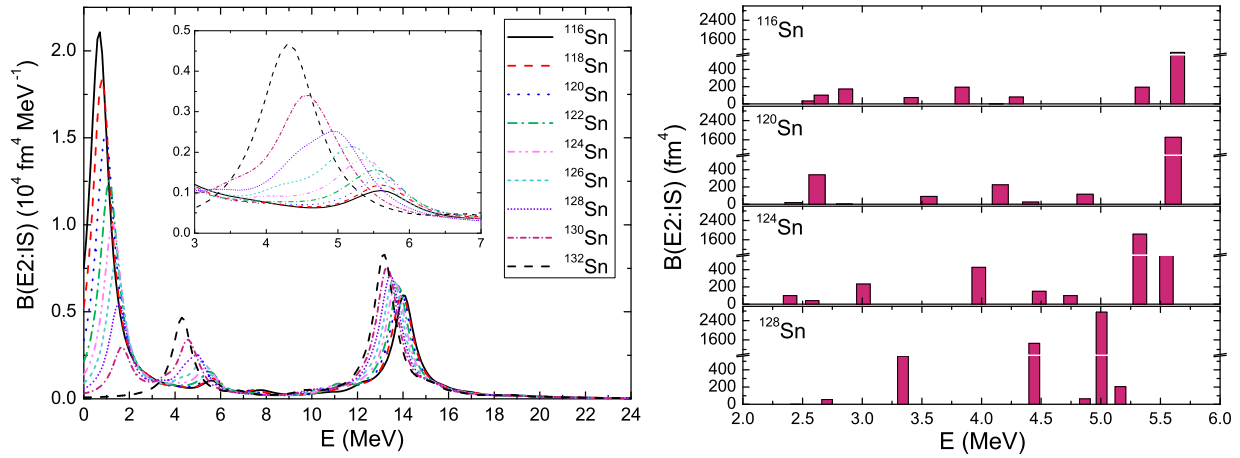 2.0
1.5
1.0
0.5
0.0
B(E2:IS) (10⁴ fm⁴ MeV⁻¹)
0 2 4 6 8 10 12 14 16 18 20 22 24
E (MeV)
0.5
0.4
0.3
0.2
0.1
0.0
3 4 5 6 7
¹¹⁶Sn
¹¹⁸Sn
¹²⁰Sn
¹²²Sn
¹²⁴Sn
¹²⁶Sn
¹²⁸Sn
¹³⁰Sn
¹³²Sn
B(E2:IS) (fm⁴)
¹¹⁶Sn
2400
1600
400
200
0
¹²⁰Sn
2400
1600
400
200
0
¹²⁴Sn
2400
1600
400
200
0
¹²⁸Sn
2400
1600
400
200
0
2.0 2.5 3.0 3.5 4.0 4.5 5.0 5.5 6.0
E (MeV)